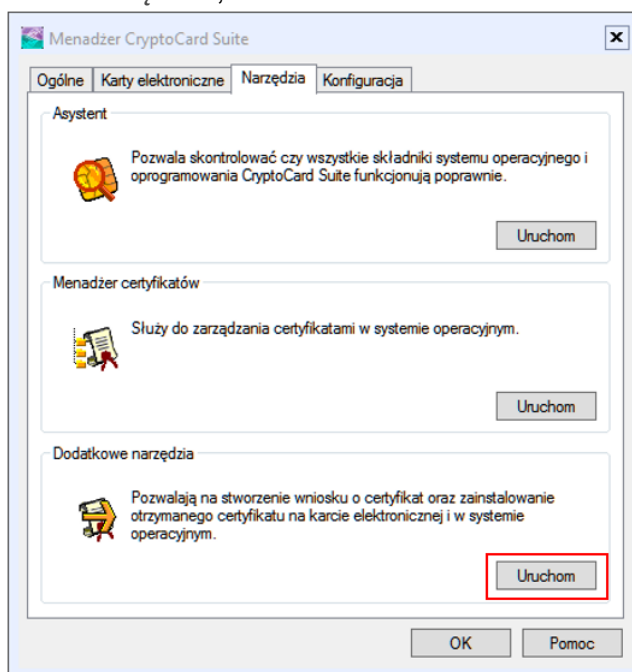 Menadżer CryptoCard Suite
Ogólne Karty elektroniczne Narzędzia Konfiguracja
Asystent
Pozwala skontrolować czy wszystkie składniki systemu operacyjnego i
oprogramowania CryptoCard Suite funkcjonują poprawnie.
Uruchom
Menadżer certyfikatów
Służy do zarządzania certyfikatami w systemie operacyjnym.
Uruchom
Dodatkowe narzędzia
Pozwalają na stworzenie wniosku o certyfikat oraz zainstalowanie
otrzymanego certyfikatu na karcie elektronicznej i w systemie
operacyjnym.
Uruchom
OK Pomoc